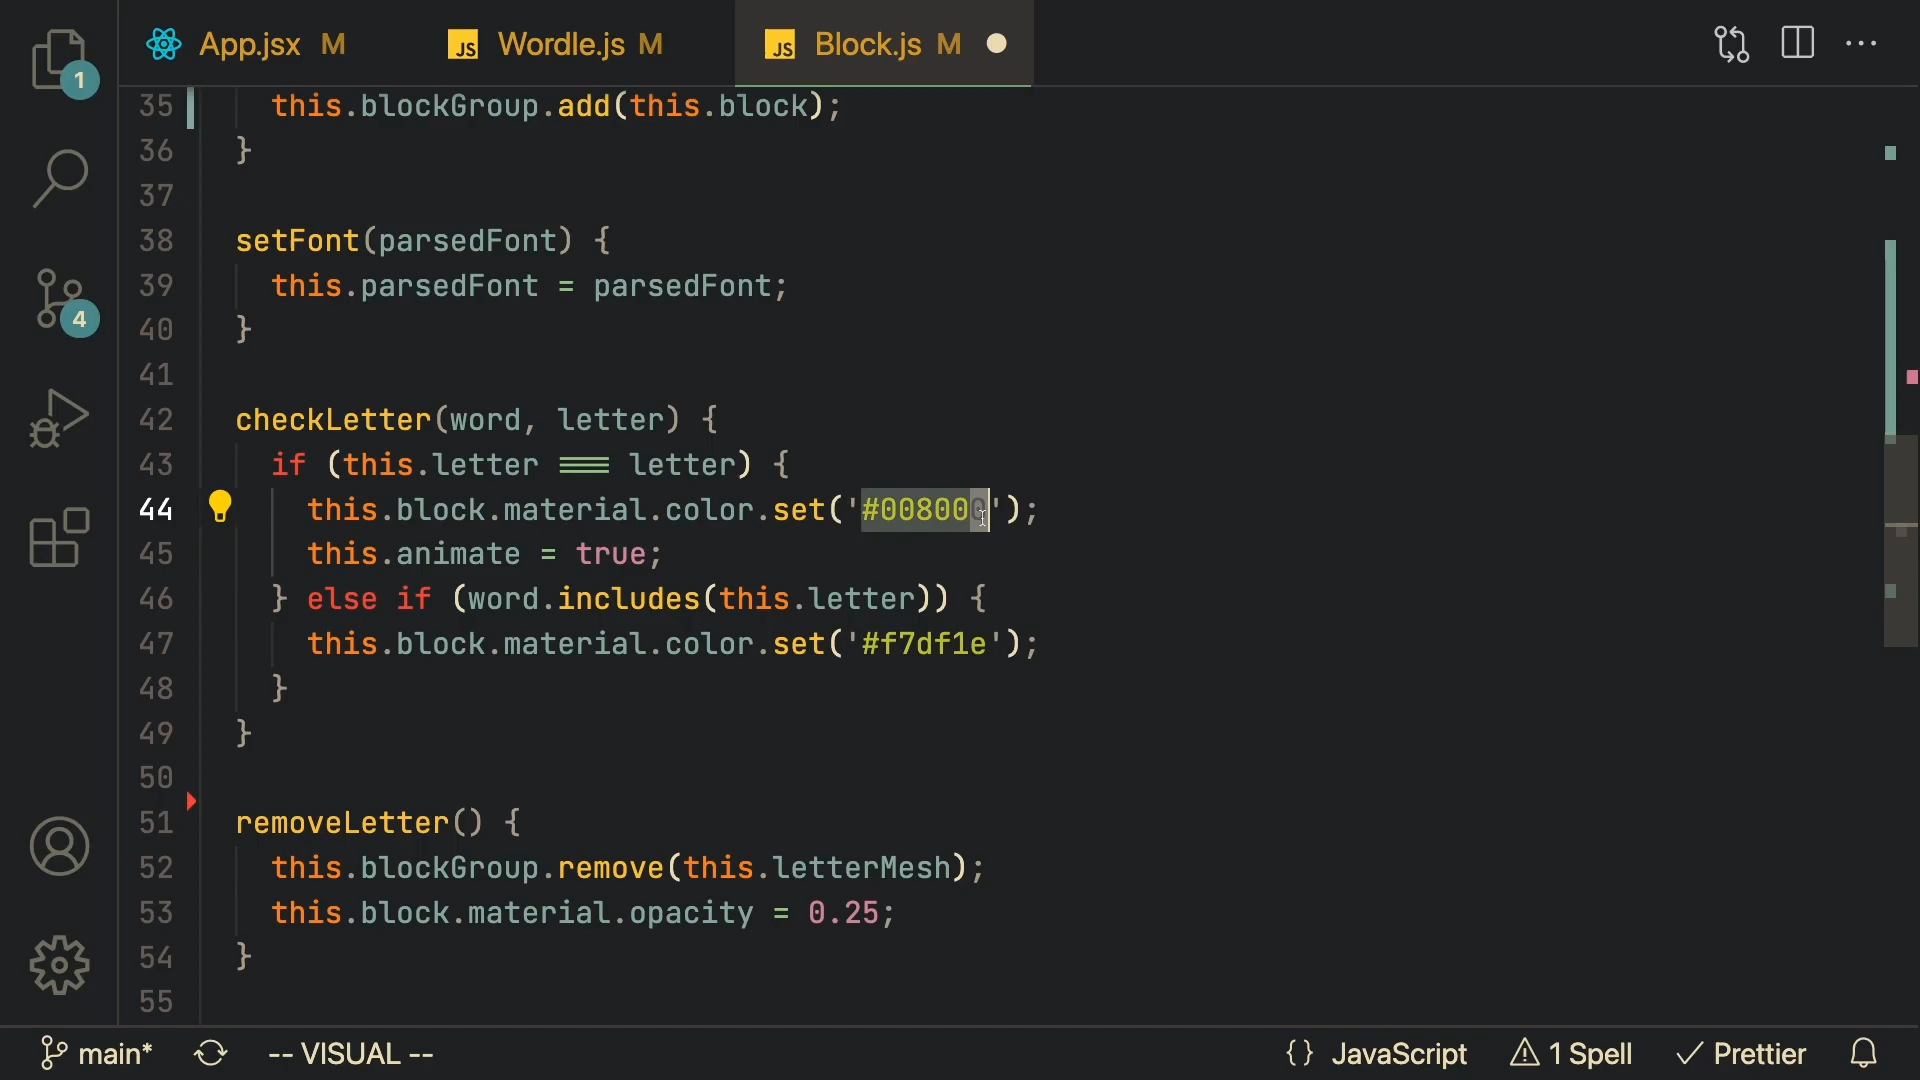 App.jsx M JS Wordle.js M JS Block.js M
1
35 this.blockGroup.add(this.block);
36 }
37
38 setFont(parsedFont) {
39 this.parsedFont = parsedFont;
40 }
41
42 checkLetter(word, letter) {
43 if (this.letter === letter) {
44 this.block.material.color.set('#008000');
45 this.animate = true;
46 } else if (word.includes(this.letter)) {
47 this.block.material.color.set('#f7df1e');
48 }
49 }
50
51 removeLetter() {
52 this.blockGroup.remove(this.letterMesh);
53 this.block.material.opacity = 0.25;
54 }
55
4
main* -- VISUAL -- {} JavaScript 1 Spell Prettier